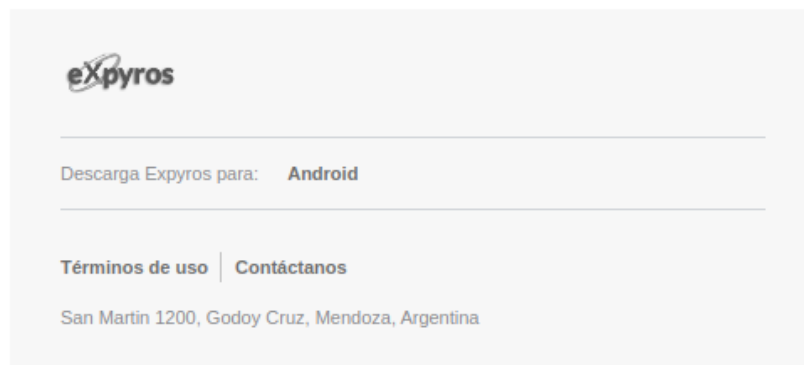 eXpyros
Descarga Expyros para: Android
Términos de uso Contáctanos
San Martin 1200, Godoy Cruz, Mendoza, Argentina